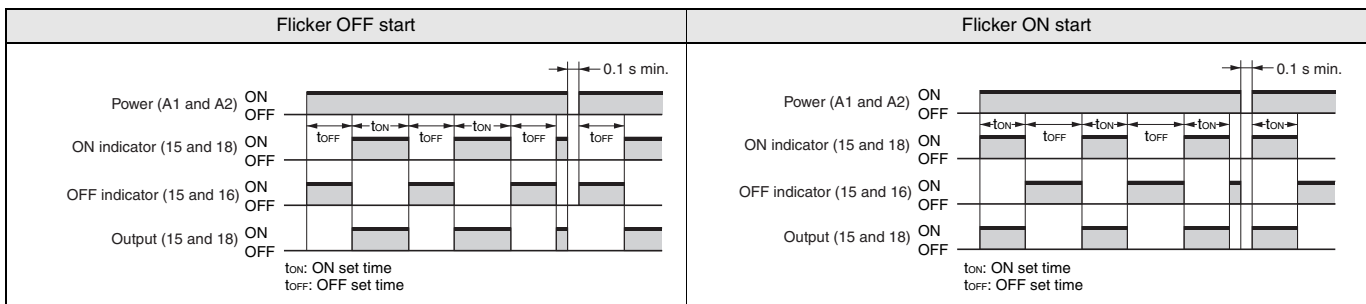 Flicker OFF start
0.1 s min.
Power (A1 and A2) ON
OFF
tOFF tON tOFF tON tOFF tOFF
ON indicator (15 and 18) ON
OFF
OFF indicator (15 and 16) ON
OFF
Output (15 and 18) ON
OFF
tON: ON set time
tOFF: OFF set time
Flicker ON start
0.1 s min.
Power (A1 and A2) ON
OFF
tON tOFF tON tOFF tON tON
ON indicator (15 and 18) ON
OFF
OFF indicator (15 and 16) ON
OFF
Output (15 and 18) ON
OFF
tON: ON set time
tOFF: OFF set time